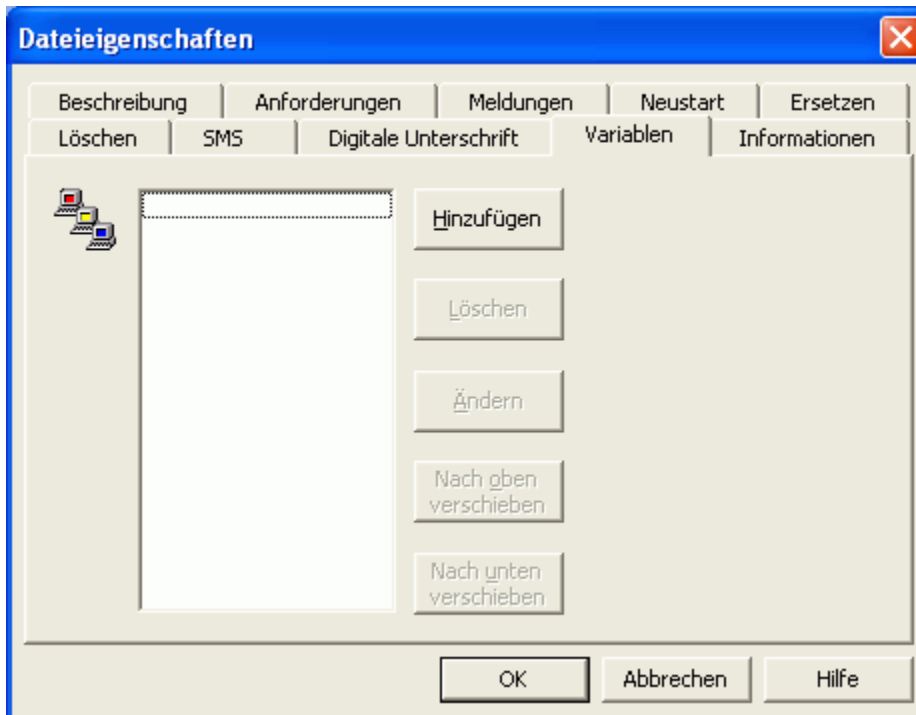 Dateieigenschaften
Beschreibung Anforderungen Meldungen Neustart Ersetzen
Löschen SMS Digitale Unterschrift Variablen Informationen
Hinzufügen
Löschen
Ändern
Nach oben
verschieben
Nach unten
verschieben
OK Abbrechen Hilfe